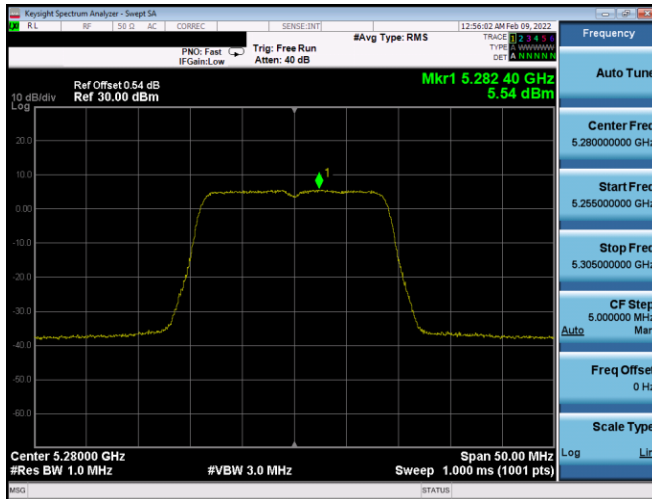 Keysight Spectrum Analyzer - Swept SA
RL RF 50 Ω AC CORREC SENSE:INT 12:56:02 AM Feb 09, 2022
#Avg Type: RMS
TRACE 1 2 3 4 5 6
TYPE A WWWWW
DET A N N N N N
PNO: Fast
IFGain:Low
Trig: Free Run
Atten: 40 dB
Mkr1 5.282 40 GHz
5.54 dBm
Ref Offset 0.54 dB
Ref 30.00 dBm
10 dB/div
Log
1
20.0
10.0
0.00
-10.0
-20.0
-30.0
-40.0
-50.0
-60.0
Center 5.28000 GHz
#Res BW 1.0 MHz
#VBW 3.0 MHz
Span 50.00 MHz
Sweep 1.000 ms (1001 pts)
MSG
STATUS
Frequency
Auto Tune
Center Freq
5.280000000 GHz
Start Freq
5.255000000 GHz
Stop Freq
5.305000000 GHz
CF Step
5.000000 MHz
Auto Man
Freq Offset
0 Hz
Scale Type
Log Lin